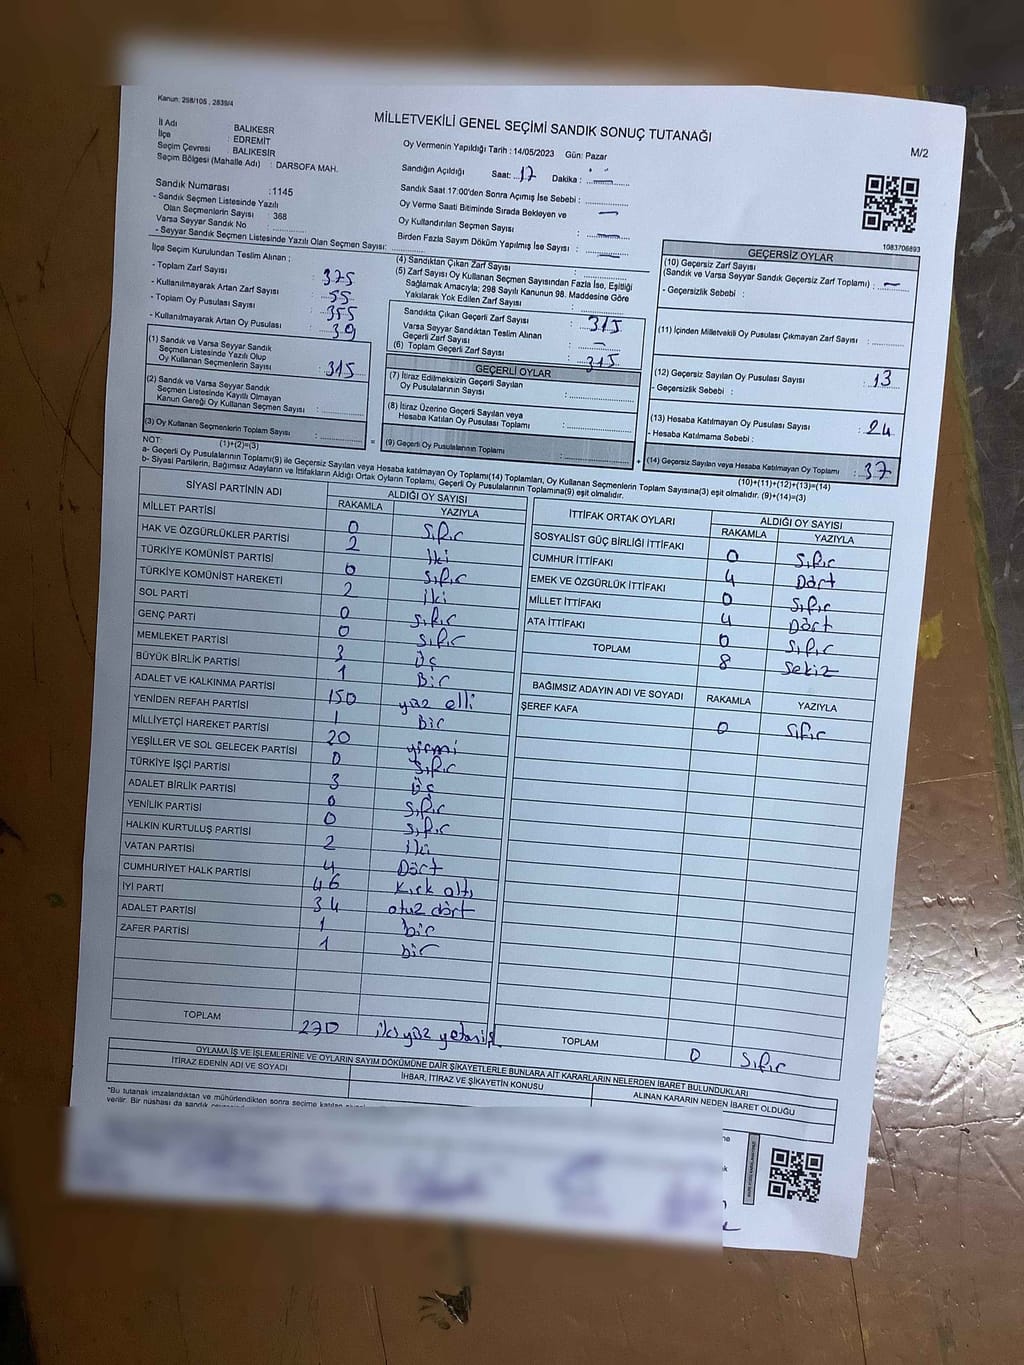 Kanun: 298/105 , 2839/4
MİLLETVEKİLİ GENEL SEÇİMİ SANDIK SONUÇ TUTANAĞI
M/2
İl Adı : BALIKESR
İlçe : EDREMİT
Seçim Çevresi : BALIKESİR
Seçim Bölgesi (Mahalle Adı) : DARSOFA MAH.
Oy Vermenin Yapıldığı Tarih : 14/05/2023 Gün: Pazar
Sandığın Açıldığı Saat: 17 Dakika : —
Sandık Saat 17:00'den Sonra Açımış İse Sebebi :
Oy Verme Saati Bitiminde Sırada Bekleyen ve
Oy Kullandırılan Seçmen Sayısı : —
Birden Fazla Sayım Döküm Yapılmış İse Sayısı : —
Sandık Numarası :1145
- Sandık Seçmen Listesinde Yazılı
Olan Seçmenlerin Sayısı : 368
Varsa Seyyar Sandık No :
- Seyyar Sandık Seçmen Listesinde Yazılı Olan Seçmen Sayısı:
1083706893
İlçe Seçim Kurulundan Teslim Alınan ;
- Toplam Zarf Sayısı : 375
- Kullanılmayarak Artan Zarf Sayısı : 55
- Toplam Oy Pusulası Sayısı : 355
- Kullanılmayarak Artan Oy Pusulası : 39
(1) Sandık ve Varsa Seyyar Sandık
Seçmen Listesinde Yazılı Olup
Oy Kullanan Seçmenlerin Sayısı : 315
(2) Sandık ve Varsa Seyyar Sandık
Seçmen Listesinde Kayıtlı Olmayan
Kanun Gereği Oy Kullanan Seçmen Sayısı :
(3) Oy Kullanan Seçmenlerin Toplam Sayısı :
(1)+(2)=(3)
(4) Sandıktan Çıkan Zarf Sayısı :
(5) Zarf Sayısı Oy Kullanan Seçmen Sayısından Fazla İse, Eşitliği
Sağlamak Amacıyla; 298 Sayılı Kanunun 98. Maddesine Göre
Yakılarak Yok Edilen Zarf Sayısı :
Sandıkta Çıkan Geçerli Zarf Sayısı : 315
Varsa Seyyar Sandıktan Teslim Alınan
Geçerli Zarf Sayısı : —
(6) Toplam Geçerli Zarf Sayısı : 315
GEÇERLİ OYLAR
(7) İtiraz Edilmeksizin Geçerli Sayılan
Oy Pusulalarının Sayısı :
(8) İtiraz Üzerine Geçerli Sayılan veya
Hesaba Katılan Oy Pusulası Toplamı :
= (9) Geçerli Oy Pusulalarının Toplamı : +
GEÇERSİZ OYLAR
(10) Geçersiz Zarf Sayısı
(Sandık ve Varsa Seyyar Sandık Geçersiz Zarf Toplamı) : —
- Geçersizlik Sebebi :
(11) İçinden Milletvekili Oy Pusulası Çıkmayan Zarf Sayısı :
(12) Geçersiz Sayılan Oy Pusulası Sayısı : 13
- Geçersizlik Sebebi :
(13) Hesaba Katılmayan Oy Pusulası Sayısı : 24
- Hesaba Katılmama Sebebi :
(14) Geçersiz Sayılan veya Hesaba Katılmayan Oy Toplamı : 37
(10)+(11)+(12)+(13)=(14)
NOT:
a- Geçerli Oy Pusulalarının Toplamı(9) ile Geçersiz Sayılan veya Hesaba katılmayan Oy Toplamı(14) Toplamları, Oy Kullanan Seçmenlerin Toplam Sayısına(3) eşit olmalıdır. (9)+(14)=(3)
b- Siyasi Partilerin, Bağımsız Adayların ve İttifakların Aldığı Ortak Oyların Toplamı, Geçerli Oy Pusulalarının Toplamına(9) eşit olmalıdır.
SİYASİ PARTİNİN ADI ALDIĞI OY SAYISI
RAKAMLA YAZIYLA
MİLLET PARTİSİ 0 Sıfır
HAK VE ÖZGÜRLÜKLER PARTİSİ 2 İki
TÜRKİYE KOMÜNİST PARTİSİ 0 Sıfır
TÜRKİYE KOMÜNİST HAREKETİ 2 iki
SOL PARTİ 0 Sıfır
GENÇ PARTİ 0 Sıfır
MEMLEKET PARTİSİ 3 Üç
BÜYÜK BİRLİK PARTİSİ 1 Bir
ADALET VE KALKINMA PARTİSİ 150 yüz elli
YENİDEN REFAH PARTİSİ 1 bir
MİLLİYETÇİ HAREKET PARTİSİ 20 yirmi
YEŞİLLER VE SOL GELECEK PARTİSİ 0 Sıfır
TÜRKİYE İŞÇİ PARTİSİ 3 Üç
ADALET BİRLİK PARTİSİ 0 Sıfır
YENİLİK PARTİSİ 0 Sıfır
HALKIN KURTULUŞ PARTİSİ 2 İki
VATAN PARTİSİ 4 Dört
CUMHURİYET HALK PARTİSİ 46 Kırk altı
İYİ PARTİ 34 otuz dört
ADALET PARTİSİ 1 bir
ZAFER PARTİSİ 1 bir
TOPLAM 270 iki yüz yetmiş
İTTİFAK ORTAK OYLARI ALDIĞI OY SAYISI
RAKAMLA YAZIYLA
SOSYALİST GÜÇ BİRLİĞİ İTTİFAKI 0 Sıfır
CUMHUR İTTİFAKI 4 Dört
EMEK VE ÖZGÜRLÜK İTTİFAKI 0 Sıfır
MİLLET İTTİFAKI 4 Dört
ATA İTTİFAKI 0 Sıfır
TOPLAM 8 Sekiz
BAĞIMSIZ ADAYIN ADI VE SOYADI RAKAMLA YAZIYLA
ŞEREF KAFA 0 Sıfır
TOPLAM 0 Sıfır
OYLAMA İŞ VE İŞLEMLERİNE VE OYLARIN SAYIM DÖKÜMÜNE DAİR ŞİKAYETLERLE BUNLARA AİT KARARLARIN NELERDEN İBARET BULUNDUKLARI
İTİRAZ EDENİN ADI VE SOYADI İHBAR, İTİRAZ VE ŞİKAYETİN KONUSU ALINAN KARARIN NEDEN İBARET OLDUĞU
*Bu tutanak imzalandıktan ve mühürlendikten sonra seçime katılan
verilir. Bir nüshası da sandık